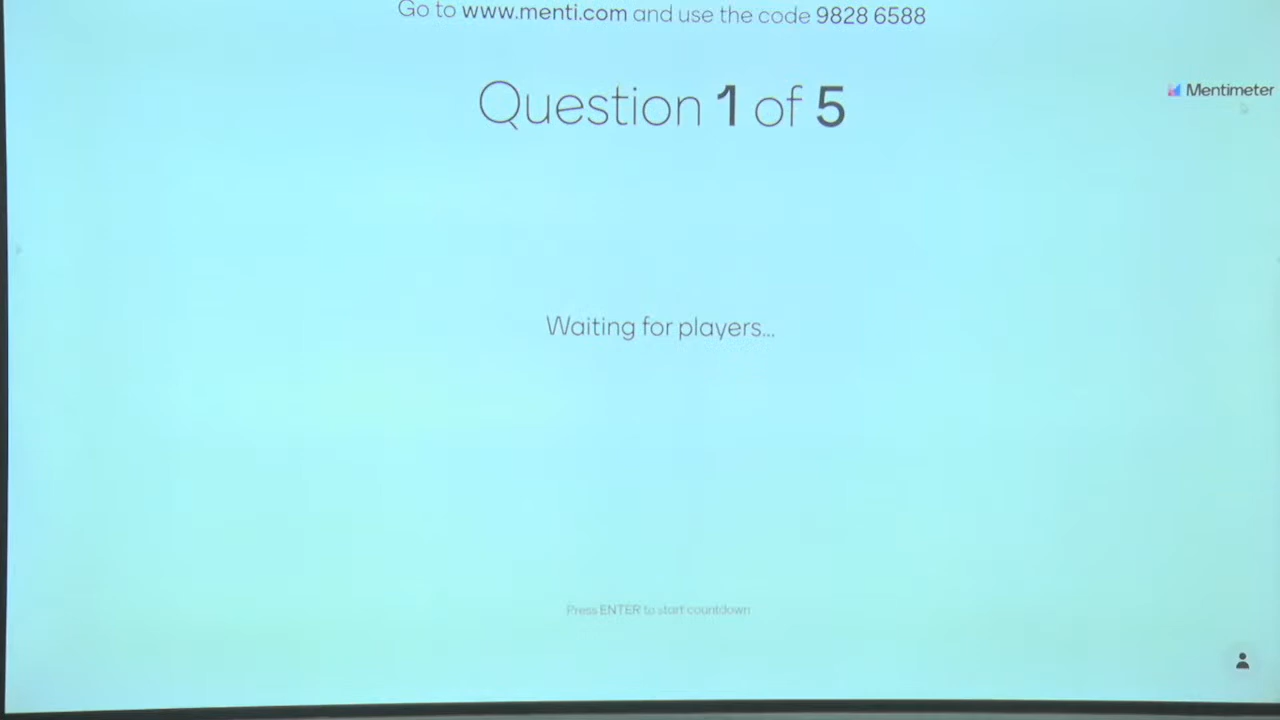 Go to www.menti.com and use the code 9828 6588
Question 1 of 5
Mentimeter
Waiting for players...
Press ENTER to start countdown